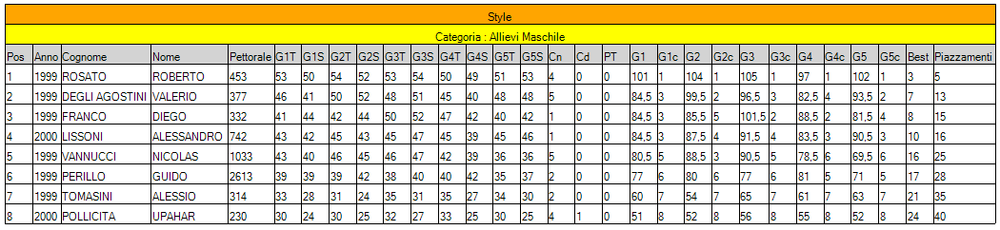 Style
Categoria : Allievi Maschile
Pos Anno Cognome Nome Pettorale G1T G1S G2T G2S G3T G3S G4T G4S G5T G5S Cn Cd PT G1 G1c G2 G2c G3 G3c G4 G4c G5 G5c Best Piazzamenti
1 1999 ROSATO ROBERTO 453 53 50 54 52 53 54 50 49 51 52 4 0 0 101 1 104 1 105 1 97 1 102 1 3 5
2 1999 DEGLI AGOSTINI VALERIO 377 46 41 50 52 48 51 45 40 48 48 5 0 0 84,5 3 99,5 2 96,5 3 82,5 4 93,5 2 7 13
3 1999 FRANCO DIEGO 332 41 44 42 44 50 52 47 42 40 42 1 0 0 84,5 3 85,5 5 101,5 2 88,5 2 81,5 4 8 15
4 2000 LISSONI ALESSANDRO 742 43 42 45 43 45 47 45 39 45 46 1 0 0 84,5 3 87,5 4 91,5 4 83,5 3 90,5 3 10 16
5 1999 VANNUCCI NICOLAS 1033 43 40 46 45 46 47 45 39 36 36 5 0 0 80,5 5 88,5 3 90,5 5 78,5 6 69,5 6 16 25
6 1999 PERILLO GUIDO 2613 39 39 39 42 38 40 40 42 35 37 2 0 0 77 6 80 6 77 6 81 5 71 5 17 28
7 1999 TOMASINI ALESSIO 314 33 28 31 24 35 31 35 27 34 30 2 0 0 60 7 54 7 65 7 61 7 63 7 21 35
8 2000 POLLICITA UPAHAR 230 30 24 30 25 32 27 33 25 30 25 4 1 0 51 8 52 8 56 8 55 8 52 8 24 40